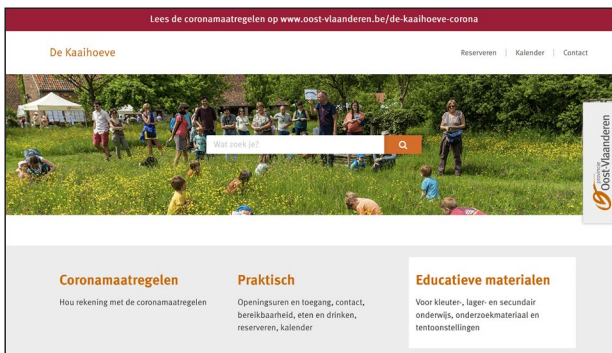 Lees de coronamaatregelen op www.oost-vlaanderen.be/de-kaaihoeve-corona
De Kaaihoeve
Reserveren | Kalender | Contact
Wat zoek je?
provincie
Oost-Vlaanderen
Coronamaatregelen
Hou rekening met de coronamaatregelen
Praktisch
Openingsuren en toegang, contact,
bereikbaarheid, eten en drinken,
reserveren, kalender
Educatieve materialen
Voor kleuter-, lager- en secundair
onderwijs, onderzoekmateriaal en
tentoonstellingen